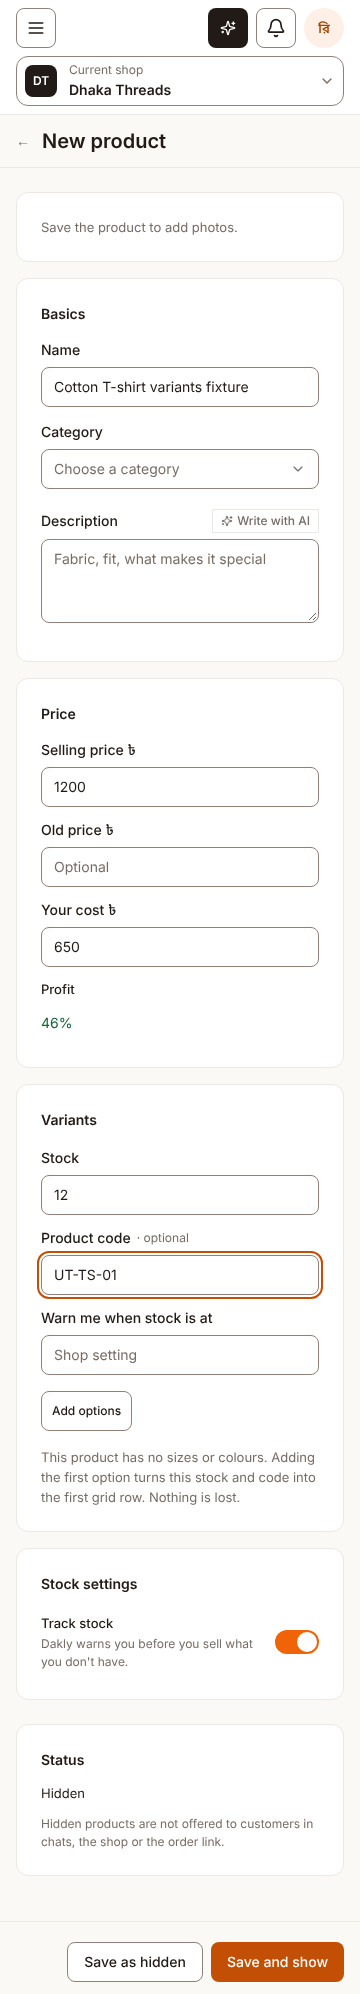 রি
DT
Current shop
Dhaka Threads
← New product
Save the product to add photos.
Basics
Name
Cotton T-shirt variants fixture
Category
Choose a category
Description
Write with AI
Fabric, fit, what makes it special
Price
Selling price ৳
1200
Old price ৳
Optional
Your cost ৳
650
Profit
46%
Variants
Stock
12
Product code · optional
UT-TS-01
Warn me when stock is at
Shop setting
Add options
This product has no sizes or colours. Adding
the first option turns this stock and code into
the first grid row. Nothing is lost.
Stock settings
Track stock
Dakly warns you before you sell what
you don't have.
Status
Hidden
Hidden products are not offered to customers in
chats, the shop or the order link.
Save as hidden
Save and show